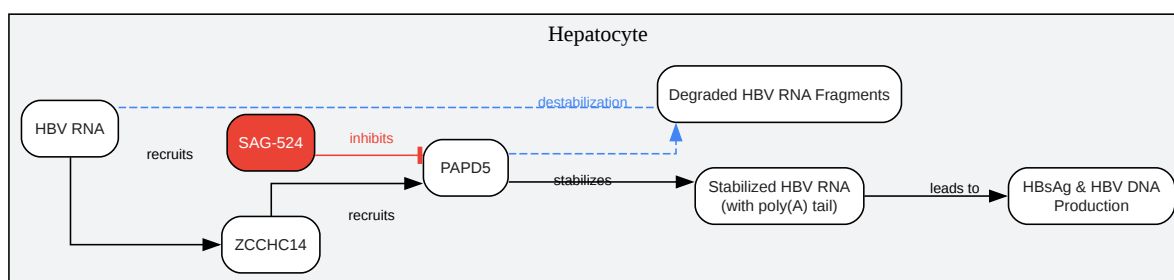 Hepatocyte
destabilization
Degraded HBV RNA Fragments
HBV RNA
SAG-524
inhibits
recruits
PAPD5
stabilizes
Stabilized HBV RNA
(with poly(A) tail)
leads to
HBsAg & HBV DNA
Production
recruits
ZCCHC14